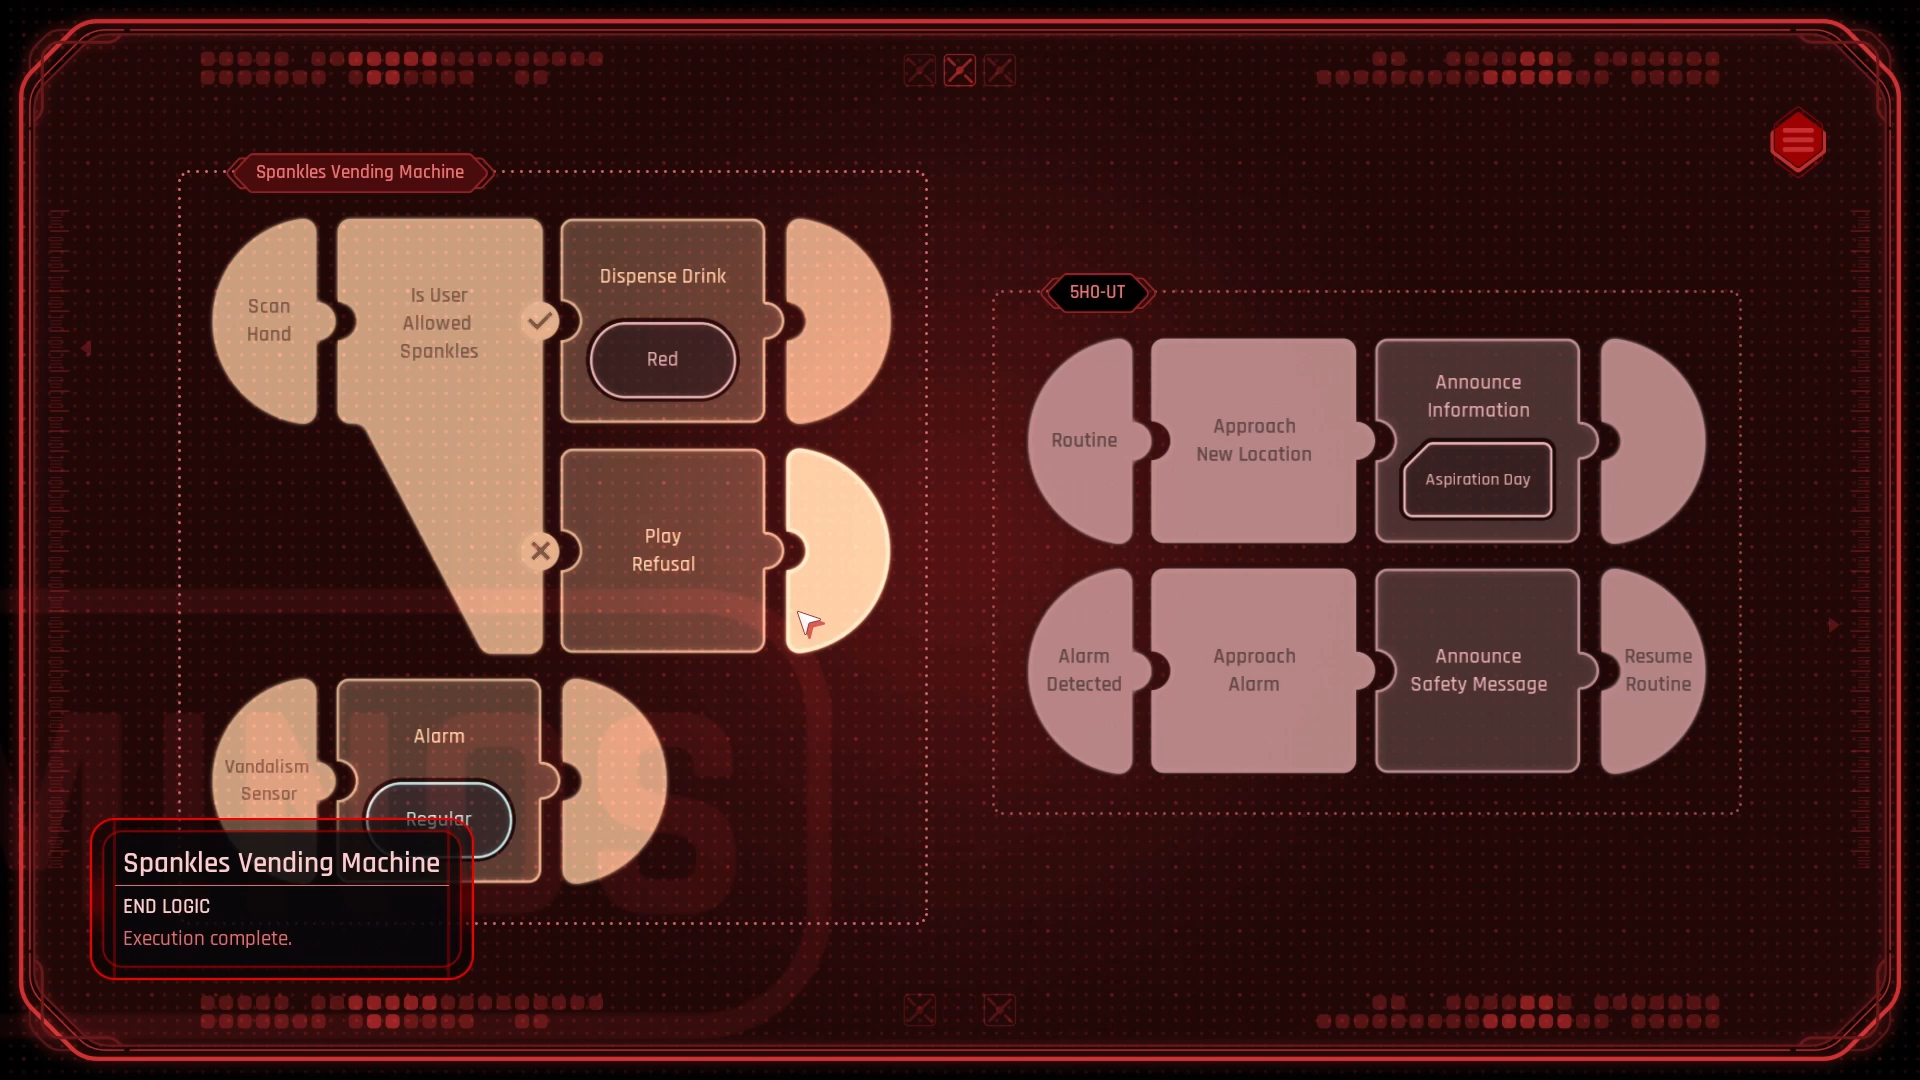 Spankles Vending Machine
Scan
Hand
Is User
Allowed
Spankles
Dispense Drink
Red
Play
Refusal
Vandalism
Sensor
Alarm
Regular
5HO-UT
Routine
Approach
New Location
Announce
Information
Aspiration Day
Alarm
Detected
Approach
Alarm
Announce
Safety Message
Resume
Routine
Spankles Vending Machine
END LOGIC
Execution complete.